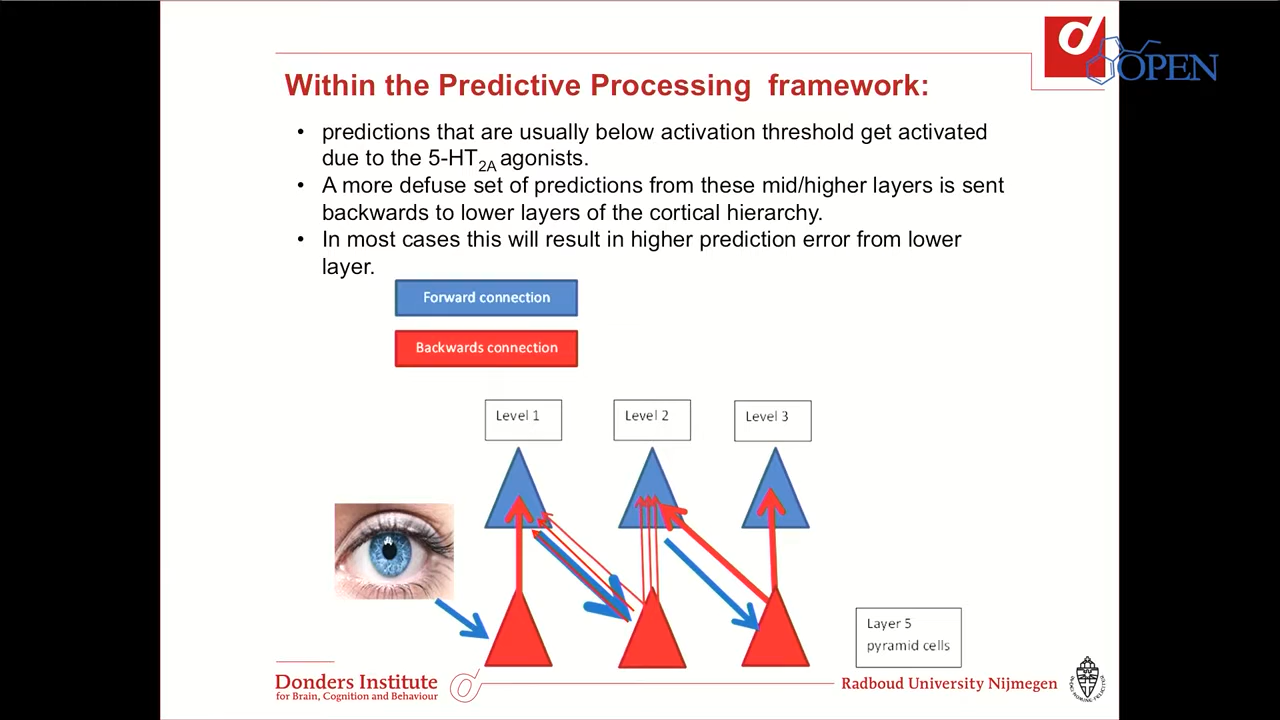 OPEN
Within the Predictive Processing framework:
• predictions that are usually below activation threshold get activated
due to the 5-HT2A agonists.
• A more defuse set of predictions from these mid/higher layers is sent
backwards to lower layers of the cortical hierarchy.
• In most cases this will result in higher prediction error from lower
layer.
Forward connection
Backwards connection
Level 1
Level 2
Level 3
Layer 5
pyramid cells
Donders Institute
for Brain, Cognition and Behaviour
Radboud University Nijmegen